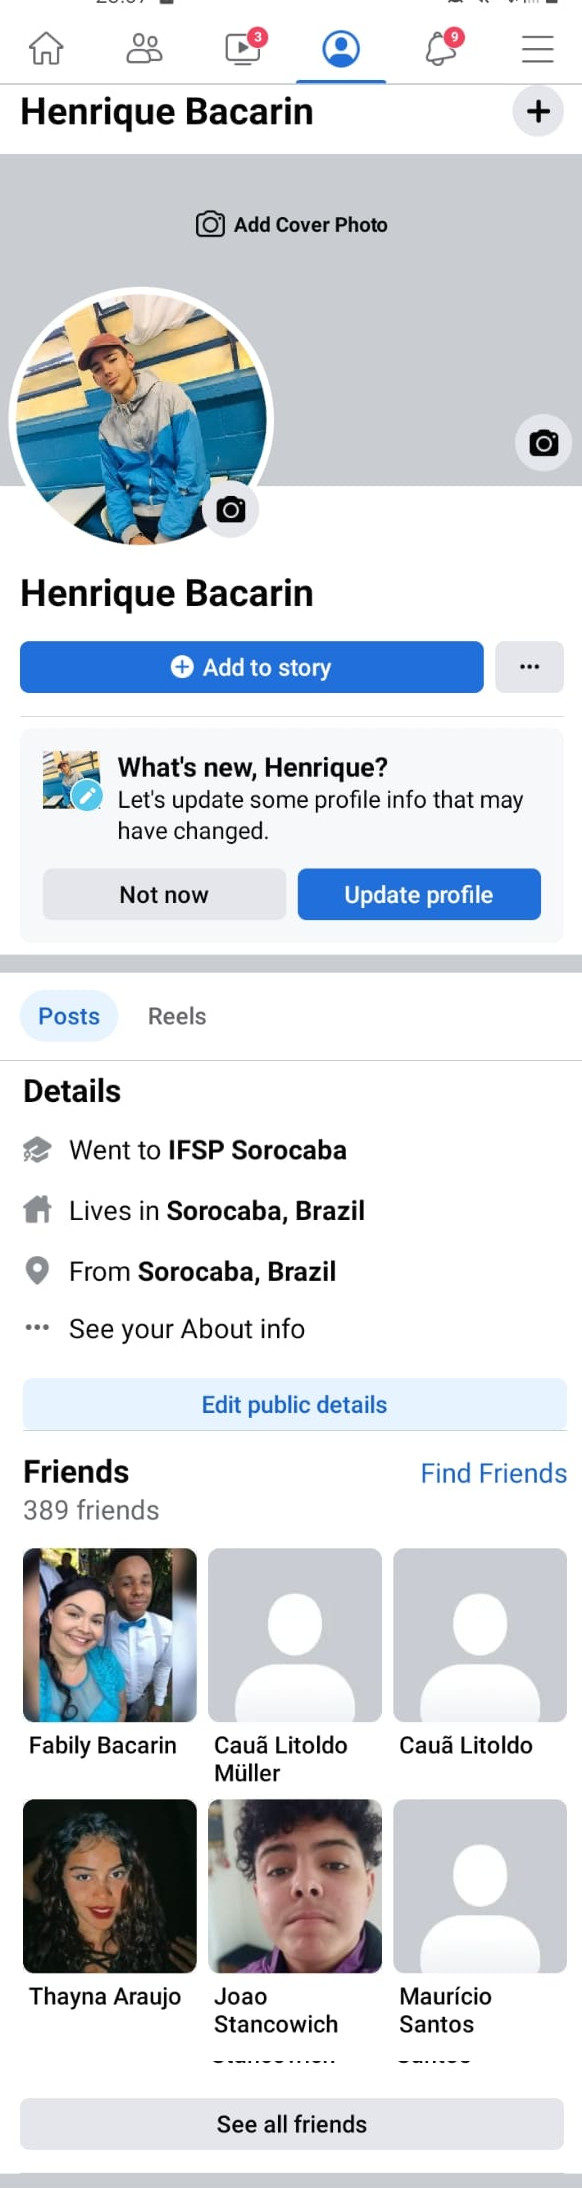 3
9
Henrique Bacarin
Add Cover Photo
Henrique Bacarin
Add to story
What's new, Henrique?
Let's update some profile info that may
have changed.
Not now
Update profile
Posts
Reels
Details
Went to IFSP Sorocaba
Lives in Sorocaba, Brazil
From Sorocaba, Brazil
See your About info
Edit public details
Friends
Find Friends
389 friends
Fabily Bacarin
Cauã Litoldo
Müller
Cauã Litoldo
Thayna Araujo
Joao
Stancowich
Maurício
Santos
See all friends